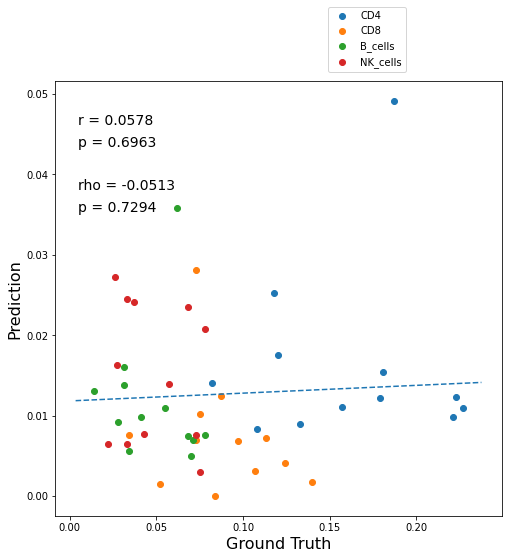 CD4
CD8
B_cells
NK_cells
0.05
0.04
0.03
0.02
0.01
0.00
r = 0.0578
p = 0.6963
rho = -0.0513
p = 0.7294
Prediction
0.00
0.05
0.10
0.15
0.20
Ground Truth